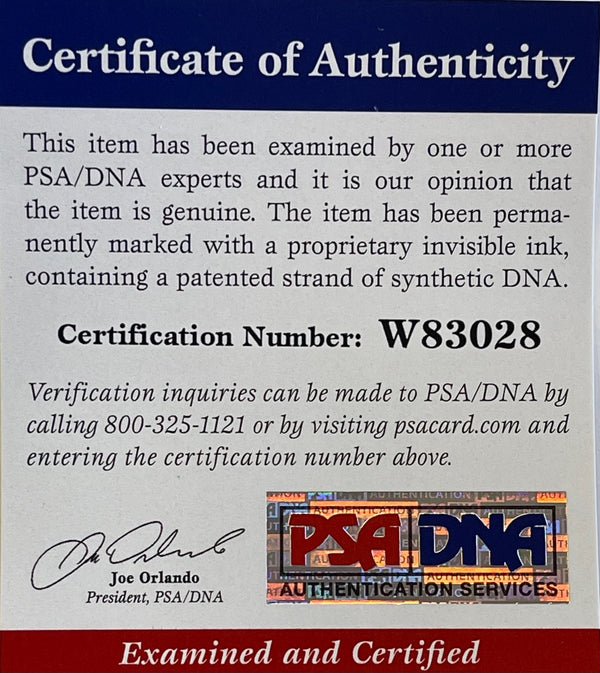 Certificate of Authenticity
This item has been examined by one or more
PSA/DNA experts and it is our opinion that
the item is genuine. The item has been perma-
nently marked with a proprietary invisible ink,
containing a patented strand of synthetic DNA.
Certification Number: W83028
Verification inquiries can be made to PSA/DNA by
calling 800-325-1121 or by visiting psacard.com and
entering the certification number above.
Joe Orlando
President, PSA/DNA
PSA DNA
AUTHENTICATION SERVICES
Examined and Certified